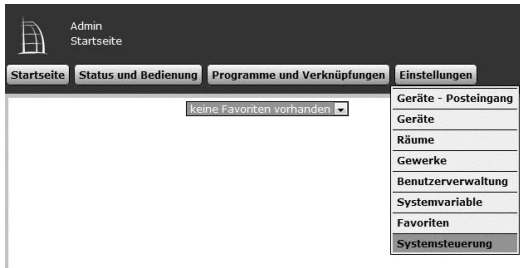 Admin
Startseite
Startseite Status und Bedienung Programme und Verknüpfungen Einstellungen
keine Favoriten vorhanden
Geräte - Posteingang
Geräte
Räume
Gewerke
Benutzerverwaltung
Systemvariable
Favoriten
Systemsteuerung